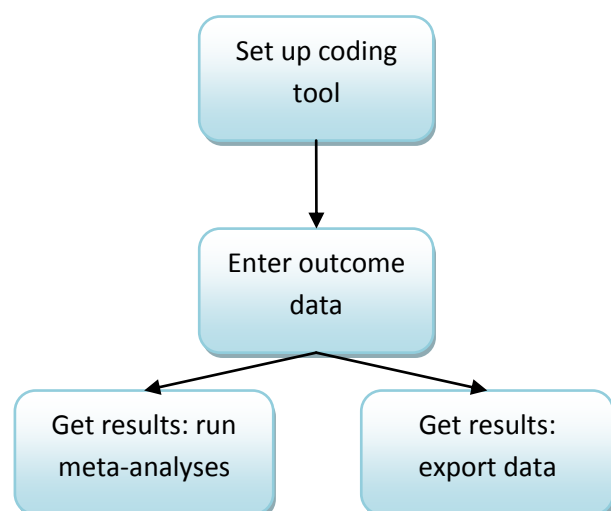 Set up coding
tool
Enter outcome
data
Get results: run
meta-analyses
Get results:
export data